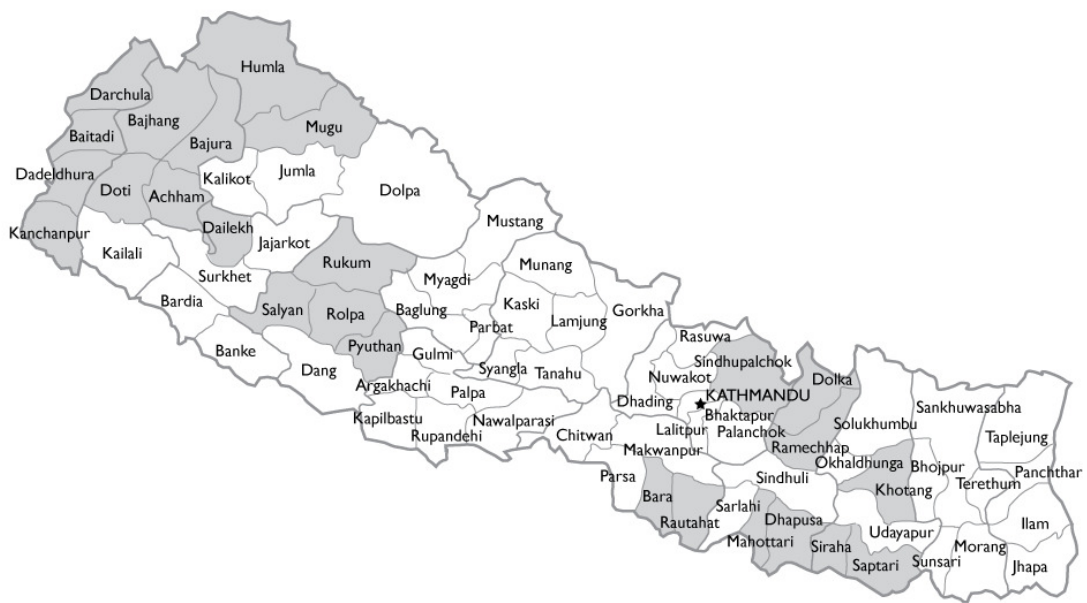 Humla
Darchula
Bajhang
Mugu
Baitadi
Bajura
Dadeldhura
Doti
Achham
Kalikot
Jumla
Dolpa
Kanchanpur
Dailekh
Jajarkot
Mustang
Kailali
Surkhet
Rukum
Myagdi
Munang
Bardia
Salyan
Rolpa
Baglung
Kaski
Lamjung
Gorkha
Parbat
Rasuwa
Banke
Dang
Pyuthan
Gulmi
Syangla
Tanahu
Nuwakot
Sindhupalchok
Dolka
Argakhachi
Palpa
Dhading
KATHMANDU
Kapilbastu
Rupandehi
Nawalparasi
Chitwan
Lalitpur
Bhaktapur
Palanchok
Makwanpur
Ramechhap
Solukhumbu
Sankhuwasabha
Taplejung
Okhaldhunga
Bhojpur
Panchthar
Parsa
Bara
Rautahat
Sarlahi
Sindhuli
Khotang
Terethum
Dhapusa
Mahottari
Siraha
Saptari
Udayapur
Sunsari
Morang
Ilam
Jhapa